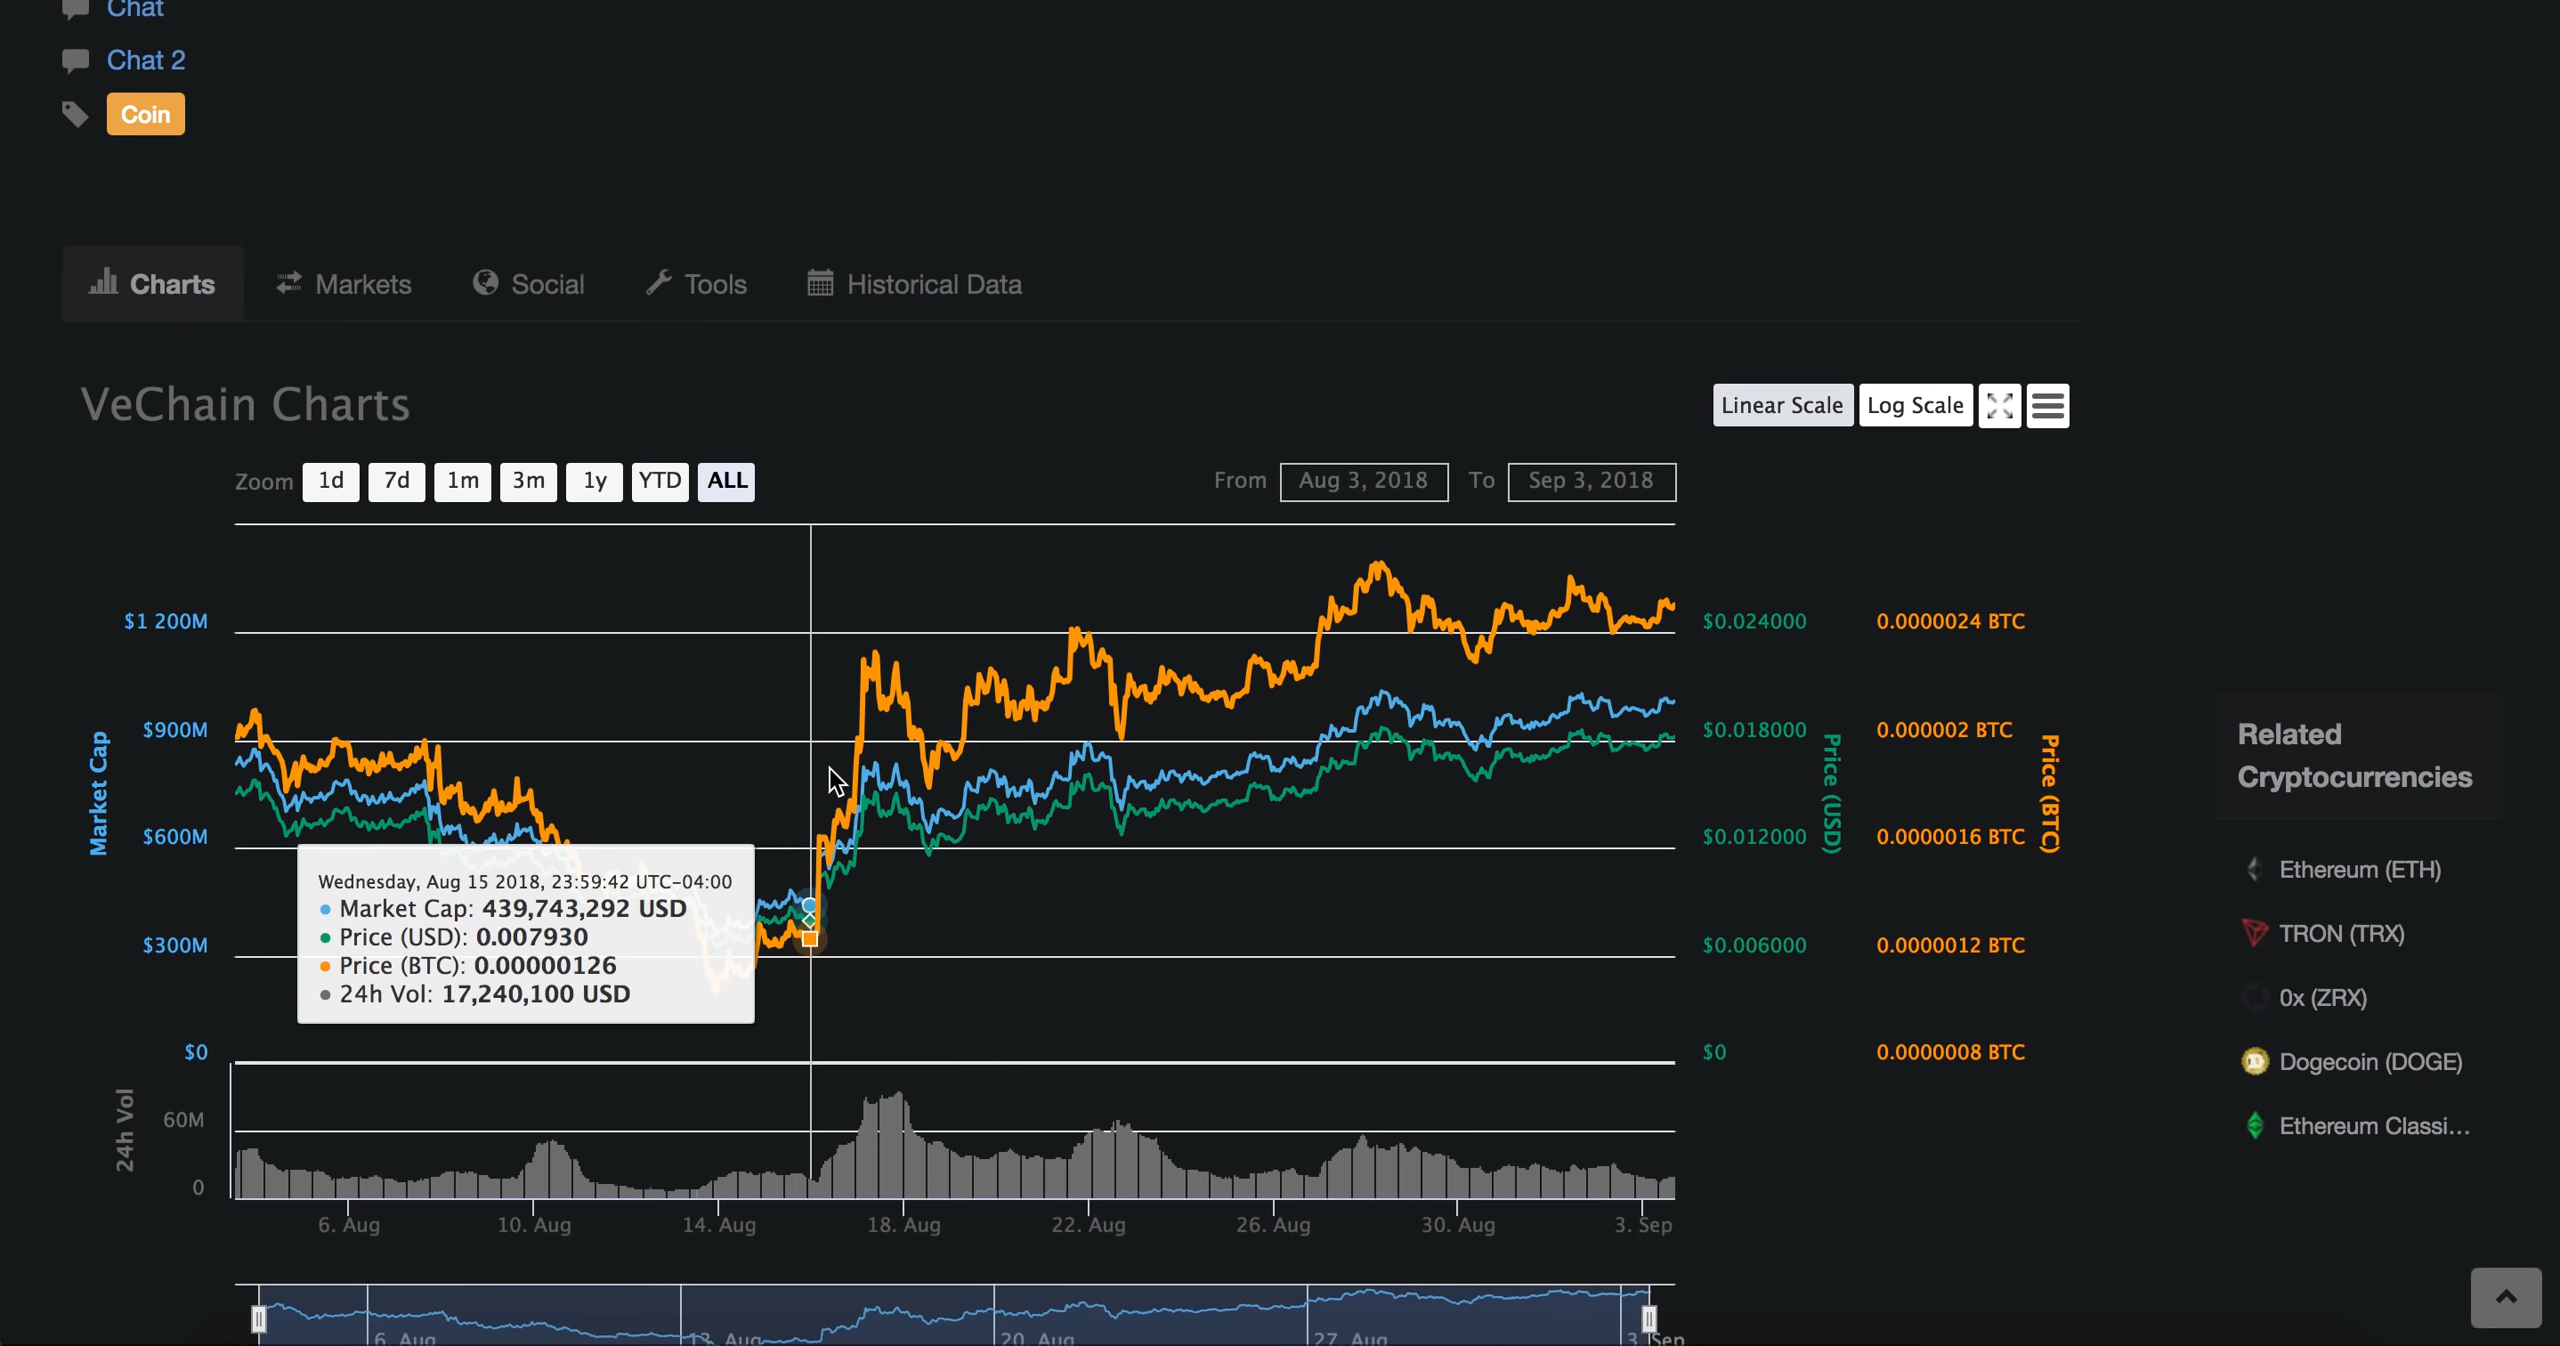 Chat
Chat 2
Coin
Charts
Markets
Social
Tools
Historical Data
VeChain Charts
Linear Scale
Log Scale
Zoom
1d
7d
1m
3m
1y
YTD
ALL
From
Aug 3, 2018
To
Sep 3, 2018
$1 200M
$900M
$600M
$300M
$0
Market Cap
$0.024000
$0.018000
$0.012000
$0.006000
$0
Price (USD)
0.0000024 BTC
0.000002 BTC
0.0000016 BTC
0.0000012 BTC
0.0000008 BTC
Price (BTC)
Wednesday, Aug 15 2018, 23:59:42 UTC-04:00
Market Cap: 439,743,292 USD
Price (USD): 0.007930
Price (BTC): 0.00000126
24h Vol: 17,240,100 USD
24h Vol
60M
0
6. Aug
10. Aug
14. Aug
18. Aug
22. Aug
26. Aug
30. Aug
3. Sep
6. Aug
13. Aug
20. Aug
27. Aug
3. Sep
Related
Cryptocurrencies
Ethereum (ETH)
TRON (TRX)
0x (ZRX)
Dogecoin (DOGE)
Ethereum Classi...